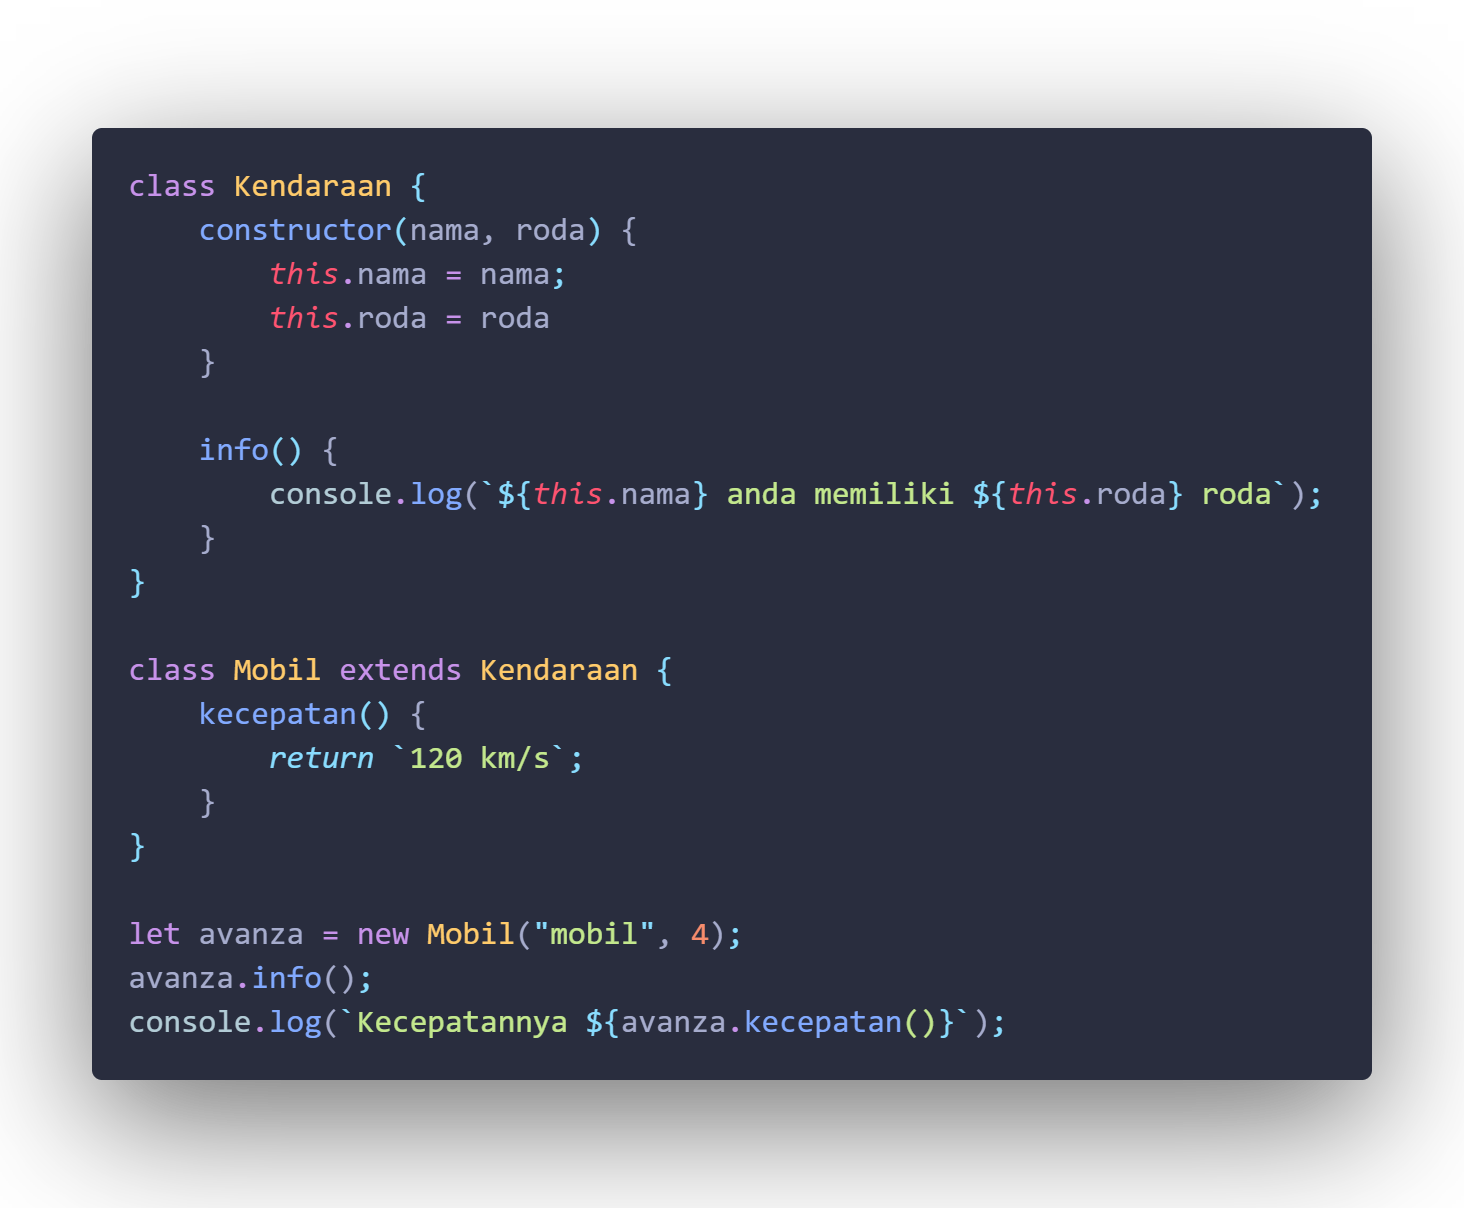 class Kendaraan {
    constructor(nama, roda) {
        this.nama = nama;
        this.roda = roda
    }

    info() {
        console.log(`${this.nama} anda memiliki ${this.roda} roda`);
    }
}

class Mobil extends Kendaraan {
    kecepatan() {
        return `120 km/s`;
    }
}

let avanza = new Mobil("mobil", 4);
avanza.info();
console.log(`Kecepatannya ${avanza.kecepatan()}`);